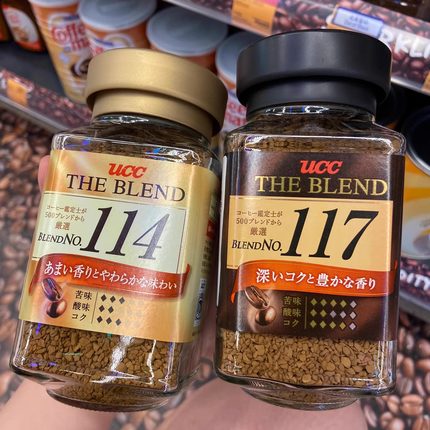 UCC
THE BLEND
コーヒー鑑定士が
500ブレンドから
厳選
BLEND NO. 114
あまい香りとやわらかな味わい
苦味
酸味
コク
UCC
THE BLEND
コーヒー鑑定士が
500ブレンドから
厳選
BLEND NO. 117
深いコクと豊かな香り
苦味
酸味
コク